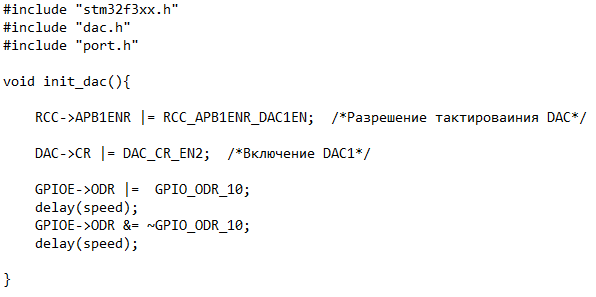 #include "stm32f3xx.h"
#include "dac.h"
#include "port.h"
void init_dac(){
RCC->APB1ENR |= RCC_APB1ENR_DAC1EN;  /*Разрешение тактироваиния DAC*/
DAC->CR |= DAC_CR_EN2;  /*Включение DAC1*/
GPIOE->ODR |=  GPIO_ODR_10;
delay(speed);
GPIOE->ODR &= ~GPIO_ODR_10;
delay(speed);
}